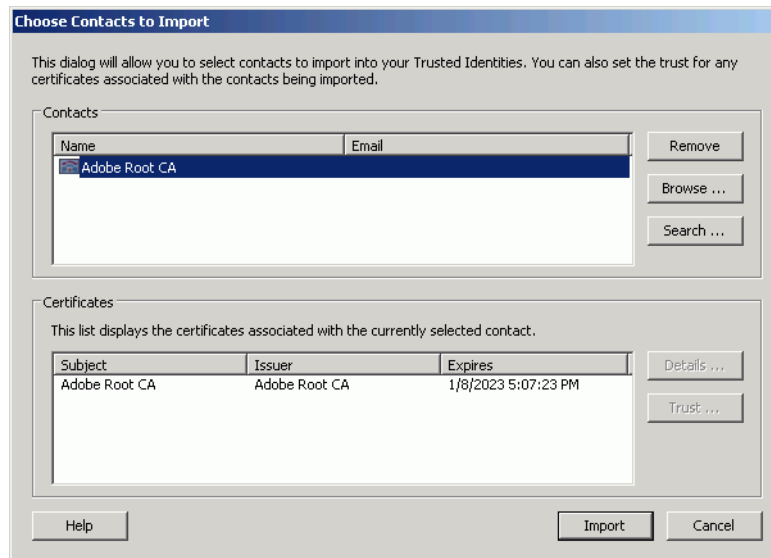 Choose Contacts to Import
This dialog will allow you to select contacts to import into your Trusted Identities. You can also set the trust for any
certificates associated with the contacts being imported.
Contacts
Name Email
Adobe Root CA
Remove
Browse ...
Search ...
Certificates
This list displays the certificates associated with the currently selected contact.
Subject Issuer Expires
Adobe Root CA Adobe Root CA 1/8/2023 5:07:23 PM
Details ...
Trust ...
Help Import Cancel